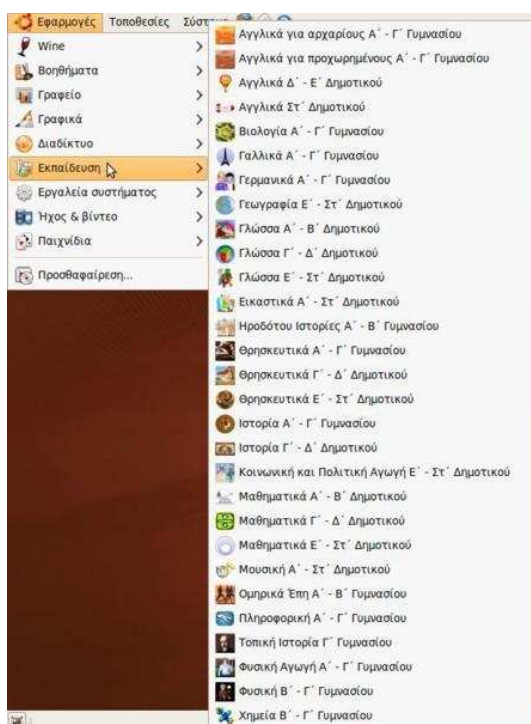 Εφαρμογές Τοποθεσίες
Wine
Βοηθήματα
Γραφείο
Γραφικά
Διαδίκτυο
Εκπαίδευση
Εργαλεία συστήματος
Ήχος & βίντεο
Παιχνίδια
Προσθαφαίρεση...
Αγγλικά για αρχαρίους Α΄ - Γ΄ Γυμνασίου
Αγγλικά για προχωρημένους Α΄ - Γ΄ Γυμνασίου
Αγγλικά Δ΄ - Ε΄ Δημοτικού
Αγγλικά Στ΄ Δημοτικού
Βιολογία Α΄ - Γ΄ Γυμνασίου
Γαλλικά Α΄ - Γ΄ Γυμνασίου
Γερμανικά Α΄ - Γ΄ Γυμνασίου
Γεωγραφία Ε΄ - Στ΄ Δημοτικού
Γλώσσα Α΄ - Β΄ Δημοτικού
Γλώσσα Γ΄ - Δ΄ Δημοτικού
Γλώσσα Ε΄ - Στ΄ Δημοτικού
Εικαστικά Α΄ - Στ΄ Δημοτικού
Ηροδότου Ιστορίες Α΄ - Β΄ Γυμνασίου
Θρησκευτικά Α΄ - Γ΄ Γυμνασίου
Θρησκευτικά Γ΄ - Δ΄ Δημοτικού
Θρησκευτικά Ε΄ - Στ΄ Δημοτικού
Ιστορία Α΄ - Γ΄ Γυμνασίου
Ιστορία Γ΄ - Δ΄ Δημοτικού
Κοινωνική και Πολιτική Αγωγή Ε΄ - Στ΄ Δημοτικού
Μαθηματικά Α΄ - Β΄ Δημοτικού
Μαθηματικά Γ΄ - Δ΄ Δημοτικού
Μαθηματικά Ε΄ - Στ΄ Δημοτικού
Μουσική Α΄ - Στ΄ Δημοτικού
Ομηρικά Έπη Α΄ - Β΄ Γυμνασίου
Πληροφορική Α΄ - Γ΄ Γυμνασίου
Τοπική Ιστορία Γ΄ Γυμνασίου
Φυσική Αγωγή Α΄ - Γ΄ Γυμνασίου
Φυσική Β΄ - Γ΄ Γυμνασίου
Χημεία Β΄ - Γ΄ Γυμνασίου